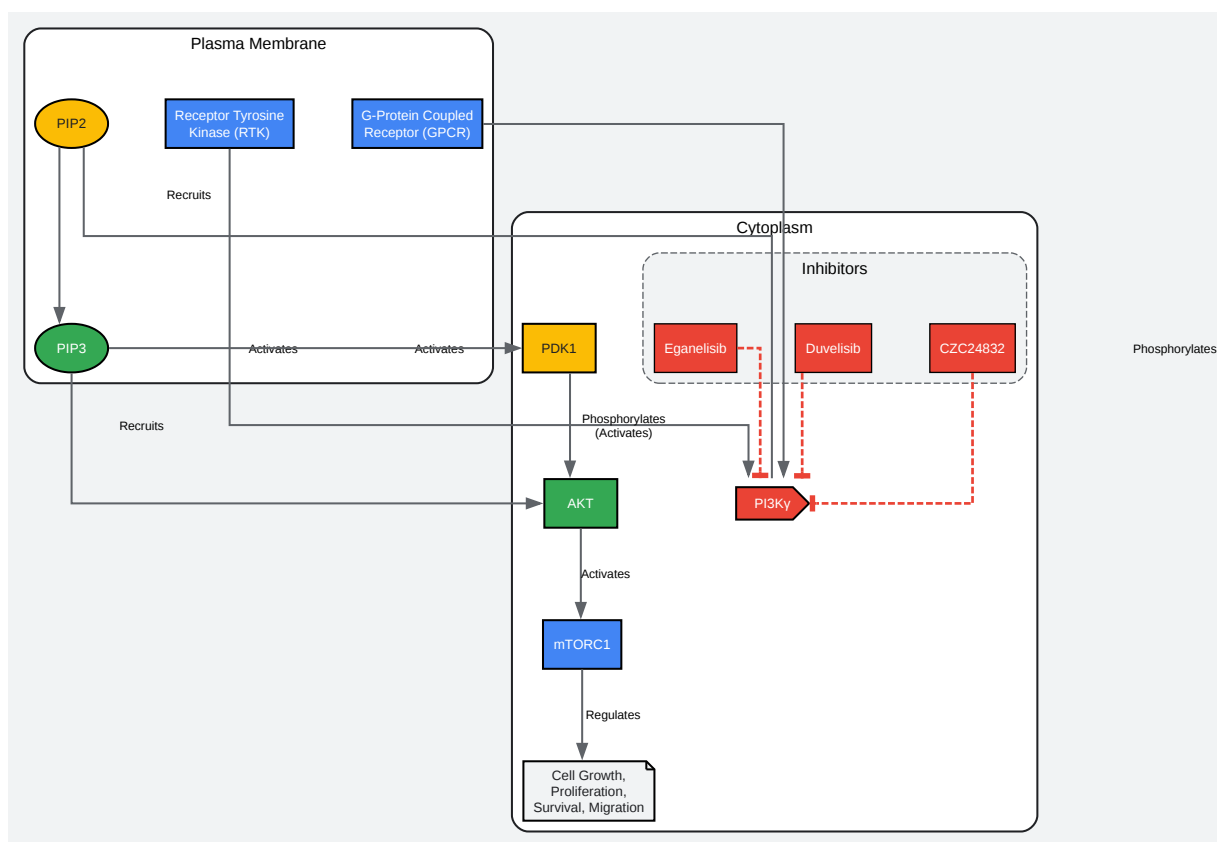 Plasma Membrane
PIP2
Receptor Tyrosine
Kinase (RTK)
G-Protein Coupled
Receptor (GPCR)
Recruits
Cytoplasm
Inhibitors
PIP3
Activates
Activates
PDK1
Eganelisib
Duvelisib
CZC24832
Phosphorylates
Recruits
Phosphorylates
(Activates)
AKT
PI3Kγ
Activates
mTORC1
Regulates
Cell Growth,
Proliferation,
Survival, Migration